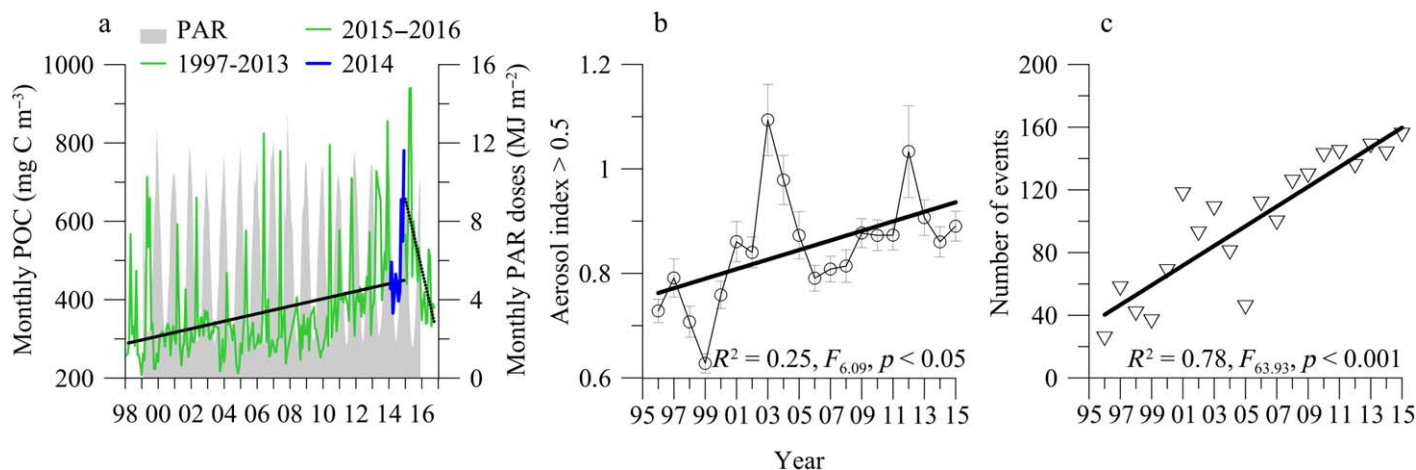 a
PAR
2015–2016
1997-2013
2014
Monthly POC (mg C m⁻³)
1000
800
600
400
200
16
12
8
4
0
Monthly PAR doses (MJ m⁻²)
98 00 02 04 06 08 10 12 14 16
b
Aerosol index > 0.5
1.2
1
0.8
0.6
R² = 0.25, F6.09, p < 0.05
95 97 99 01 03 05 07 09 11 13 15
Year
c
Number of events
200
160
120
80
40
0
R² = 0.78, F63.93, p < 0.001
95 97 99 01 03 05 07 09 11 13 15